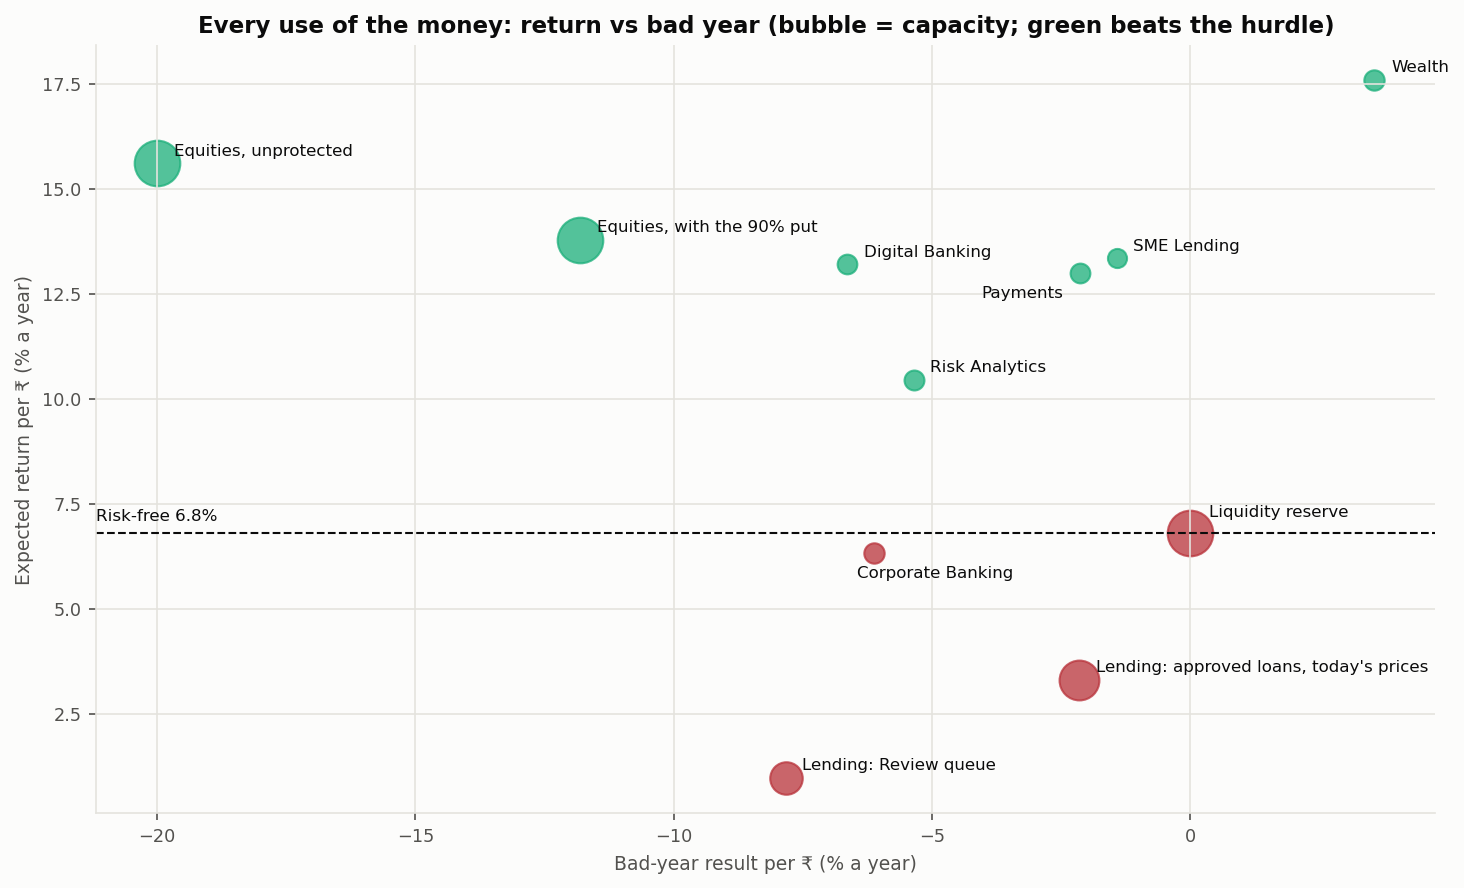 Every use of the money: return vs bad year (bubble = capacity; green beats the hurdle)
Expected return per ₹ (% a year)
17.5
15.0
12.5
10.0
7.5
5.0
2.5
Wealth
Equities, unprotected
Equities, with the 90% put
Digital Banking
SME Lending
Payments
Risk Analytics
Risk-free 6.8%
Liquidity reserve
Corporate Banking
Lending: approved loans, today's prices
Lending: Review queue
−20
−15
−10
−5
0
Bad-year result per ₹ (% a year)